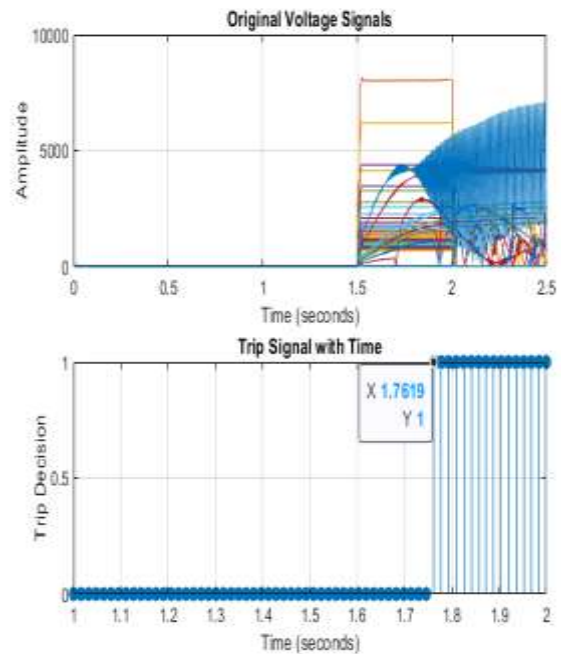 Original Voltage Signals
10000
5000
0
Amplitude
0 0.5 1 1.5 2 2.5
Time (seconds)
Trip Signal with Time
1
0.5
0
Trip Decision
X 1.7619
Y 1
1 1.1 1.2 1.3 1.4 1.5 1.6 1.7 1.8 1.9 2
Time (seconds)